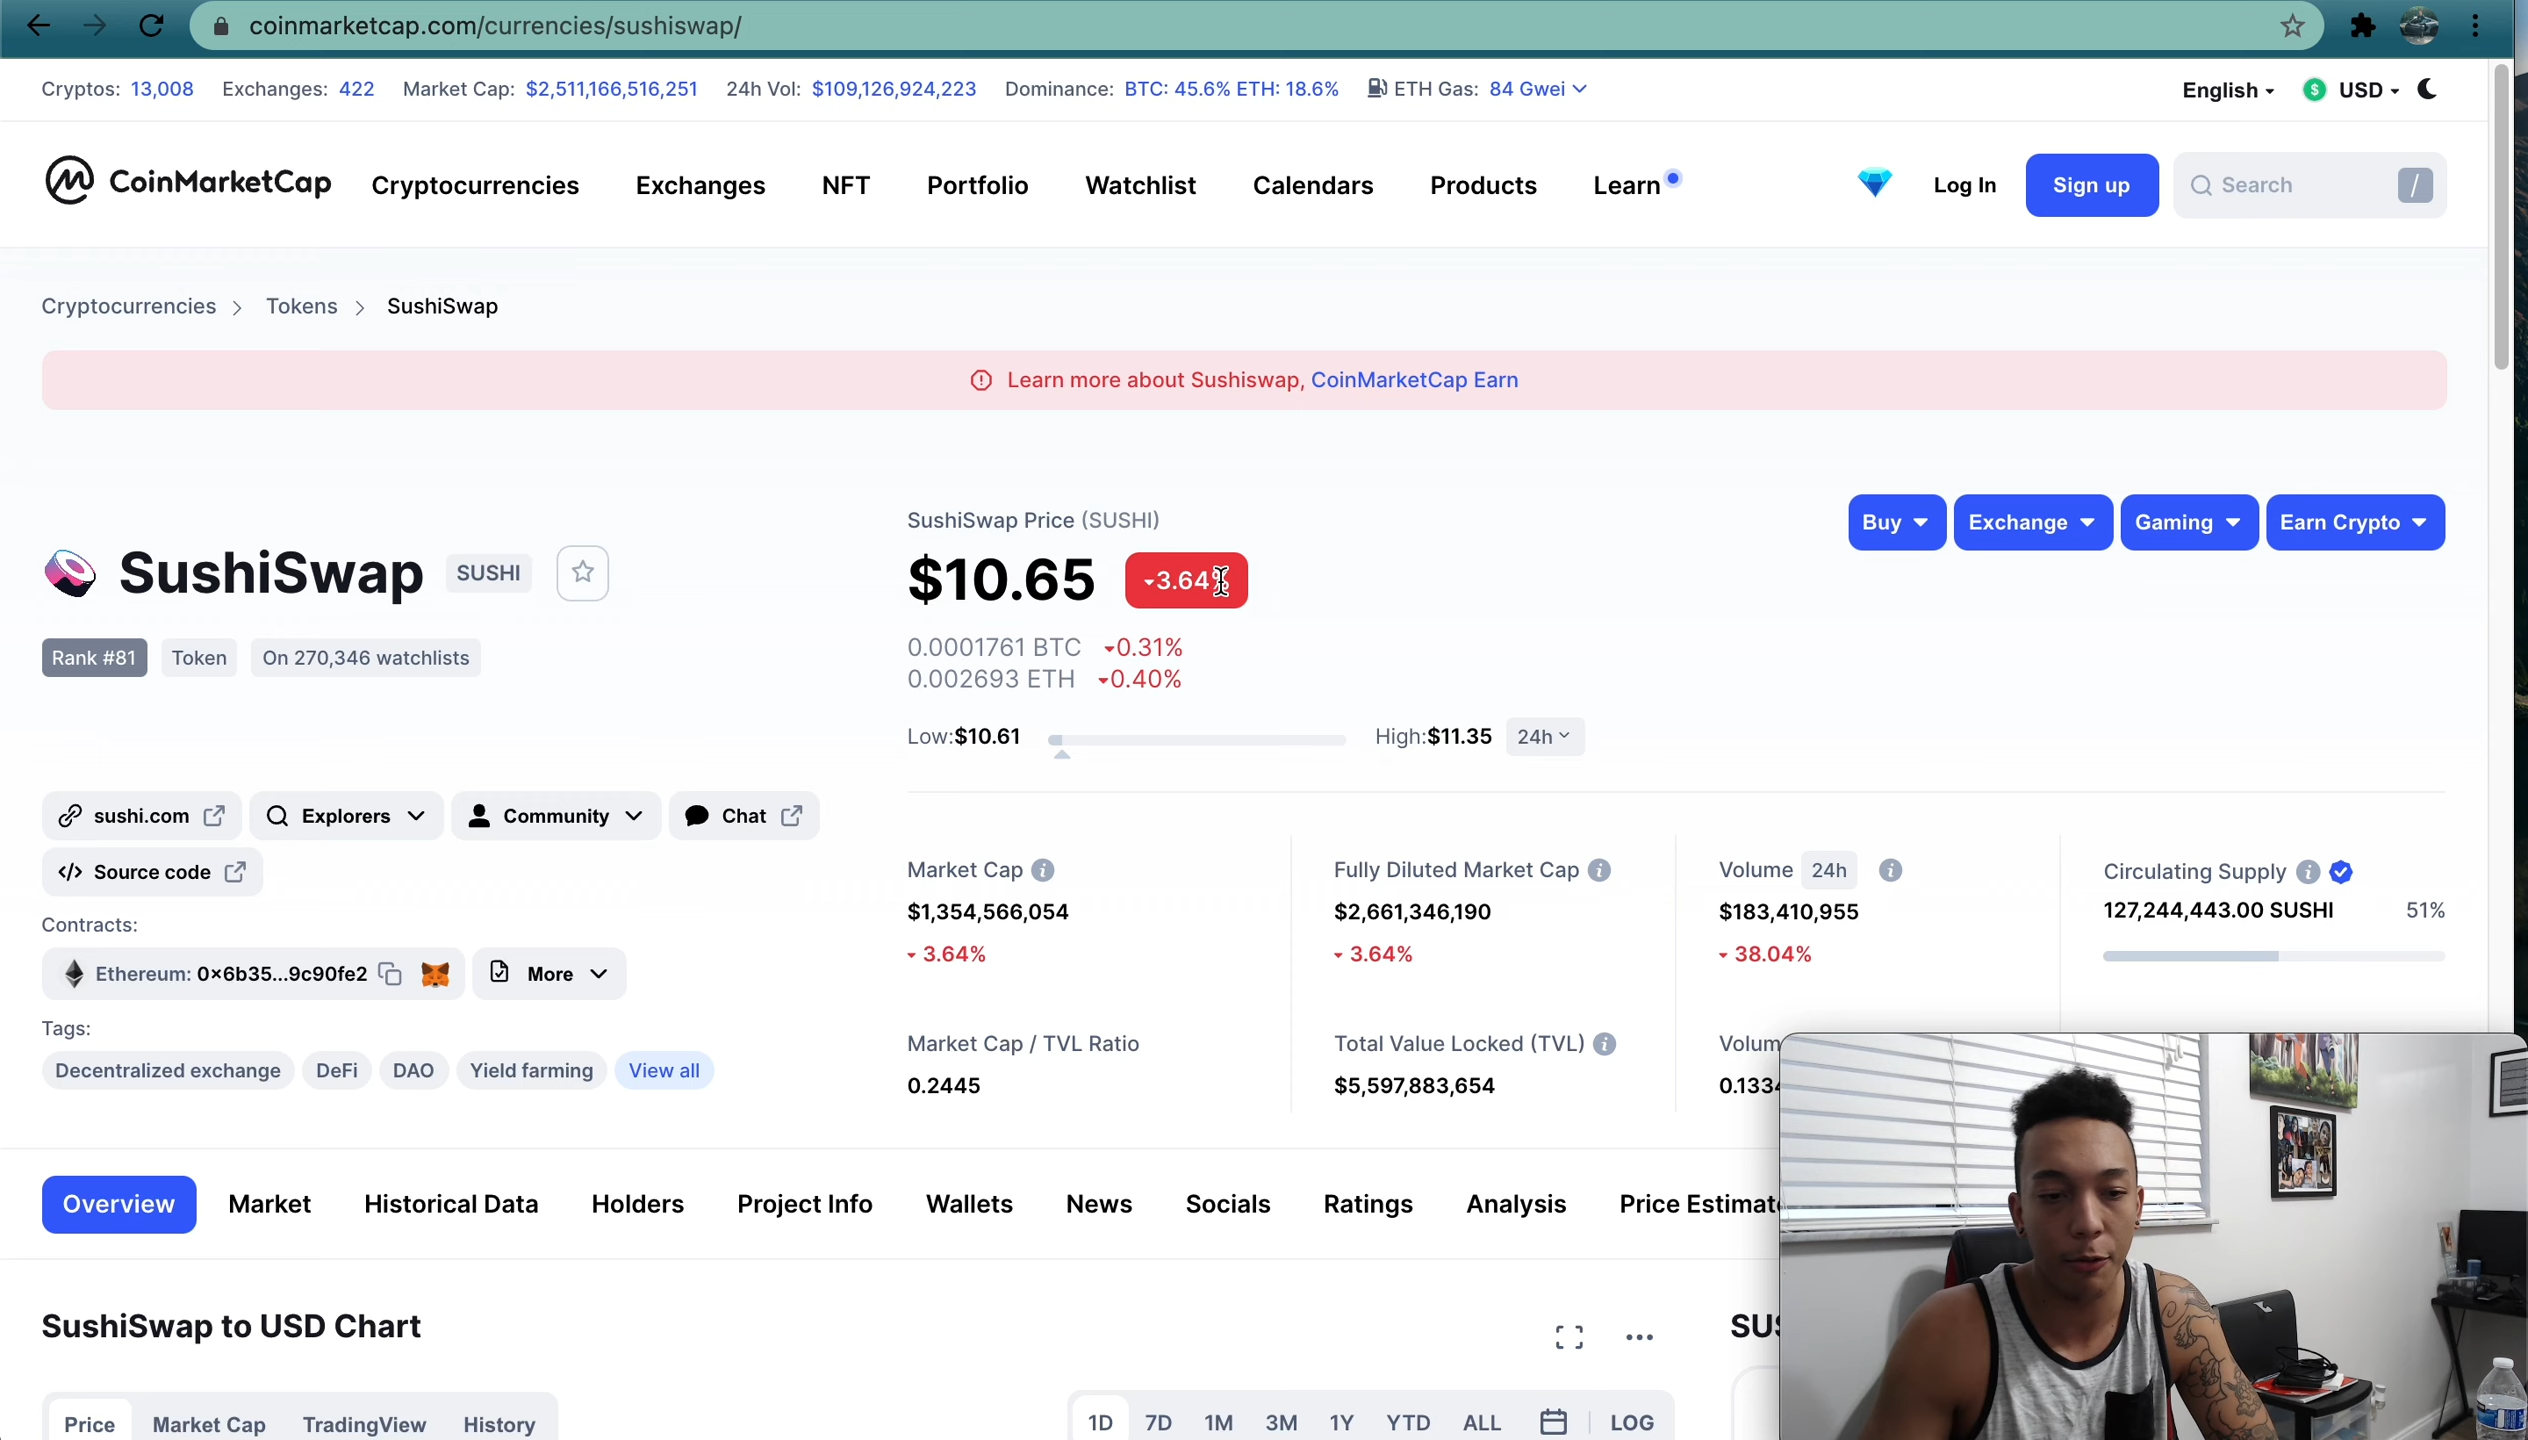 coinmarketcap.com/currencies/sushiswap/
Cryptos: 13,008 Exchanges: 422 Market Cap: $2,511,166,516,251 24h Vol: $109,126,924,223 Dominance: BTC: 45.6% ETH: 18.6% ETH Gas: 84 Gwei English USD
CoinMarketCap Cryptocurrencies Exchanges NFT Portfolio Watchlist Calendars Products Learn Log In Sign up Search /
Cryptocurrencies > Tokens > SushiSwap
Learn more about Sushiswap, CoinMarketCap Earn
SushiSwap SUSHI
Rank #81 Token On 270,346 watchlists
sushi.com Explorers Community Chat
Source code
Contracts:
Ethereum: 0x6b35...9c90fe2 More
Tags:
Decentralized exchange DeFi DAO Yield farming View all
SushiSwap Price (SUSHI)
$10.65 3.64%
0.0001761 BTC 0.31%
0.002693 ETH 0.40%
Low:$10.61 High:$11.35 24h
Buy Exchange Gaming Earn Crypto
Market Cap
$1,354,566,054
3.64%
Fully Diluted Market Cap
$2,661,346,190
3.64%
Volume 24h
$183,410,955
38.04%
Circulating Supply
127,244,443.00 SUSHI 51%
Market Cap / TVL Ratio
0.2445
Total Value Locked (TVL)
$5,597,883,654
Volum
0.1334
Overview Market Historical Data Holders Project Info Wallets News Socials Ratings Analysis Price Estimat
SushiSwap to USD Chart
Price Market Cap TradingView History
1D 7D 1M 3M 1Y YTD ALL LOG
SUS